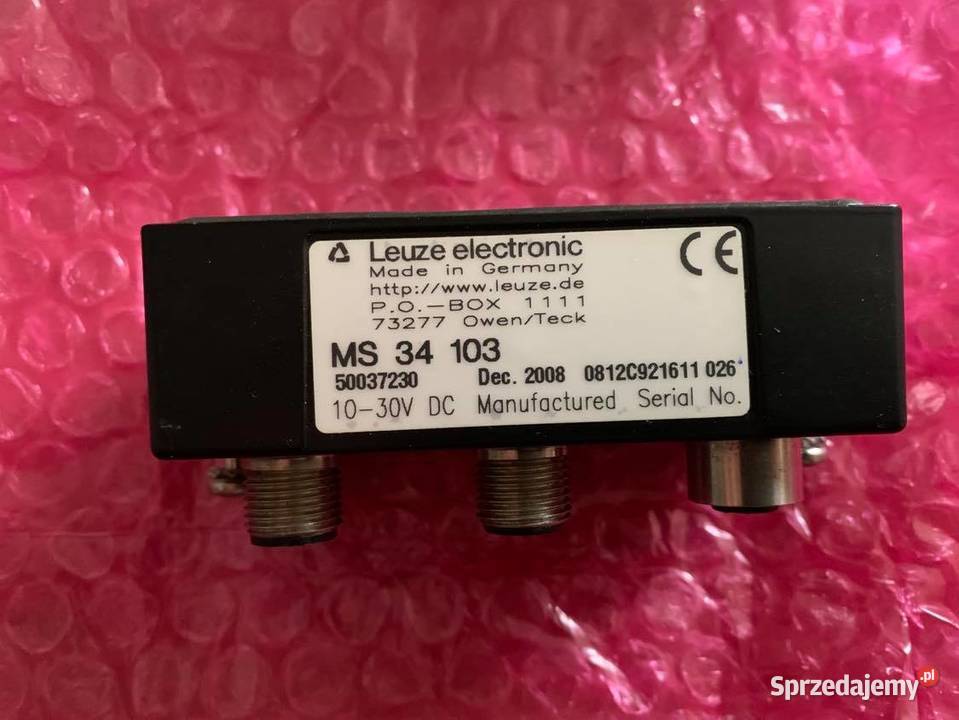 Leuze electronic
CE
Made in Germany
http://www.leuze.de
P.O.-BOX 1111
73277 Owen/Teck
MS 34 103
50037230 Dec. 2008 0812C921611 026
10-30V DC Manufactured Serial No.
Sprzedajemy.pl